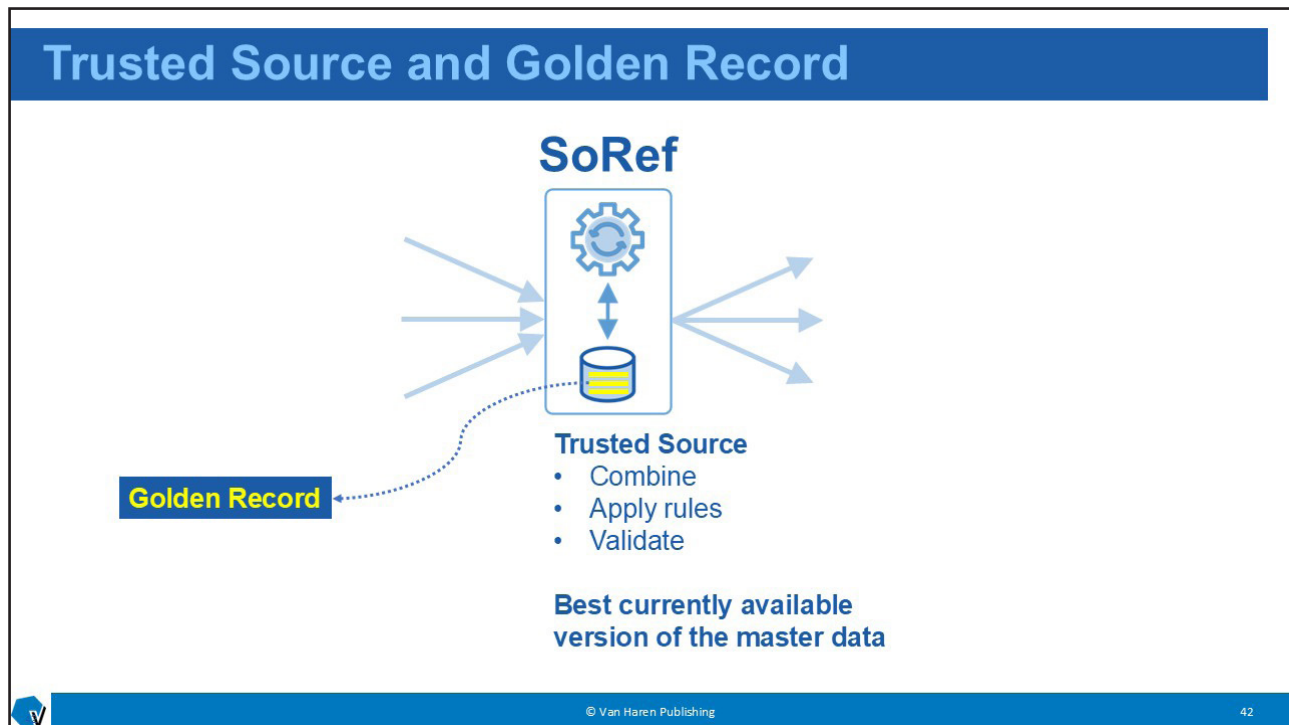 Trusted Source and Golden Record
SoRef
Trusted Source
• Combine
• Apply rules
• Validate
Golden Record
Best currently available
version of the master data
V
© Van Haren Publishing
42